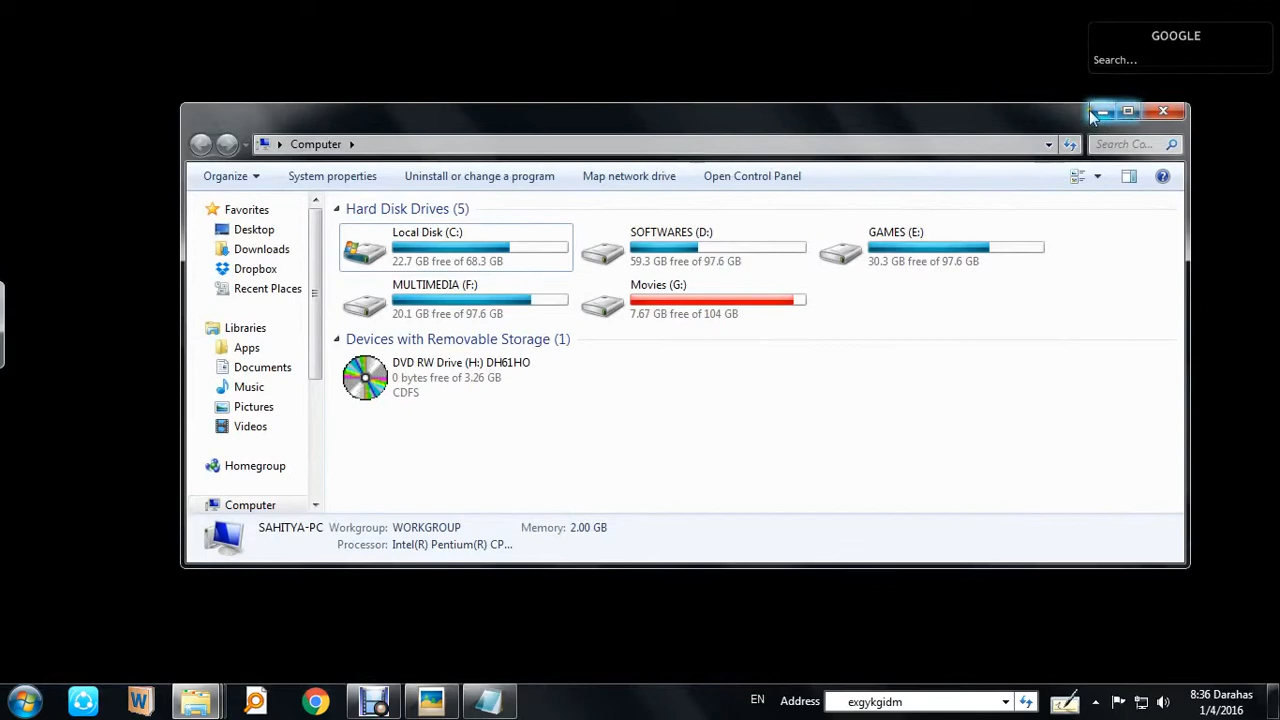 GOOGLE
Search...
Computer
Search Co...
Organize System properties Uninstall or change a program Map network drive Open Control Panel
Favorites
Desktop
Downloads
Dropbox
Recent Places
Libraries
Apps
Documents
Music
Pictures
Videos
Homegroup
Computer
Hard Disk Drives (5)
Local Disk (C:)
22.7 GB free of 68.3 GB
SOFTWARES (D:)
59.3 GB free of 97.6 GB
GAMES (E:)
30.3 GB free of 97.6 GB
MULTIMEDIA (F:)
20.1 GB free of 97.6 GB
Movies (G:)
7.67 GB free of 104 GB
Devices with Removable Storage (1)
DVD RW Drive (H:) DH61HO
0 bytes free of 3.26 GB
CDFS
SAHITYA-PC Workgroup: WORKGROUP Memory: 2.00 GB
Processor: Intel(R) Pentium(R) CP...
W
EN Address exgykgidm
8:36 Darahas
1/4/2016